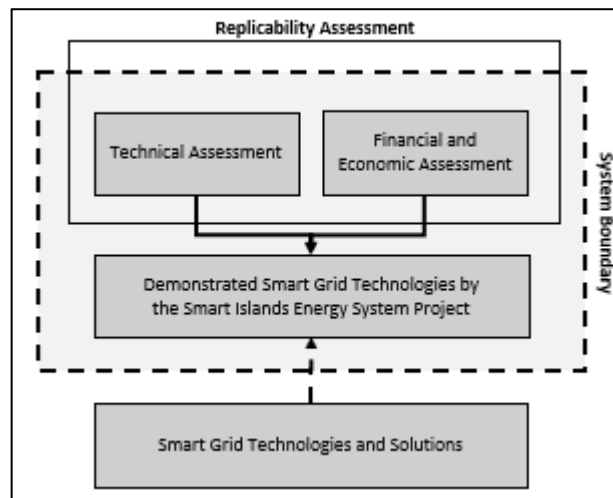 Replicability Assessment
Technical Assessment
Financial and
Economic Assessment
System Boundary
Demonstrated Smart Grid Technologies by
the Smart Islands Energy System Project
Smart Grid Technologies and Solutions